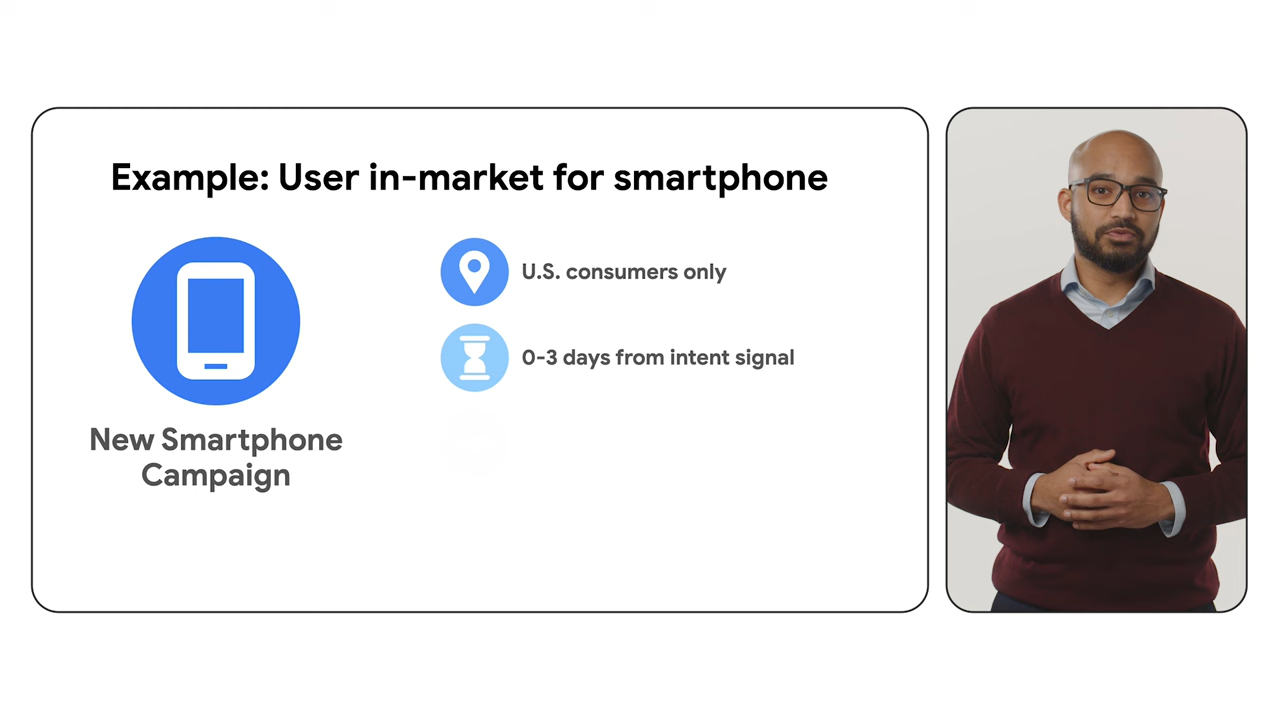 Example: User in-market for smartphone
U.S. consumers only
0-3 days from intent signal
New Smartphone
Campaign